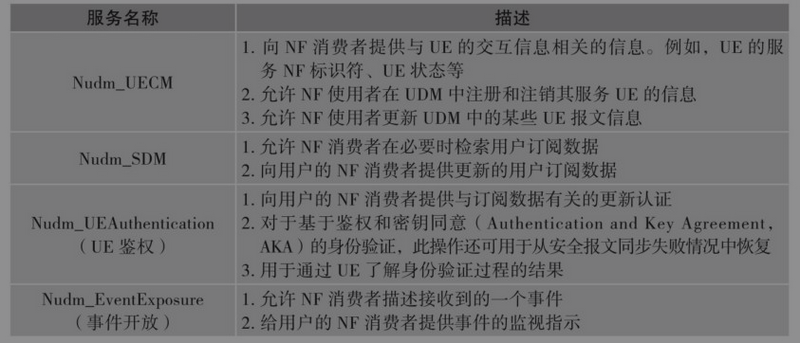 服务名称 描述
Nudm_UECM
1. 向 NF 消费者提供与 UE 的交互信息相关的信息。例如，UE 的服
务 NF 标识符、UE 状态等
2. 允许 NF 使用者在 UDM 中注册和注销其服务 UE 的信息
3. 允许 NF 使用者更新 UDM 中的某些 UE 报文信息
Nudm_SDM
1. 允许 NF 消费者在必要时检索用户订阅数据
2. 向用户的 NF 消费者提供更新的用户订阅数据
Nudm_UEAuthentication
（UE 鉴权）
1. 向用户的 NF 消费者提供与订阅数据有关的更新认证
2. 对于基于鉴权和密钥同意（Authentication and Key Agreement，
AKA）的身份验证，此操作还可用于从安全报文同步失败情况中恢复
3. 用于通过 UE 了解身份验证过程的结果
Nudm_EventExposure
（事件开放）
1. 允许 NF 消费者描述接收到的一个事件
2. 给用户的 NF 消费者提供事件的监视指示